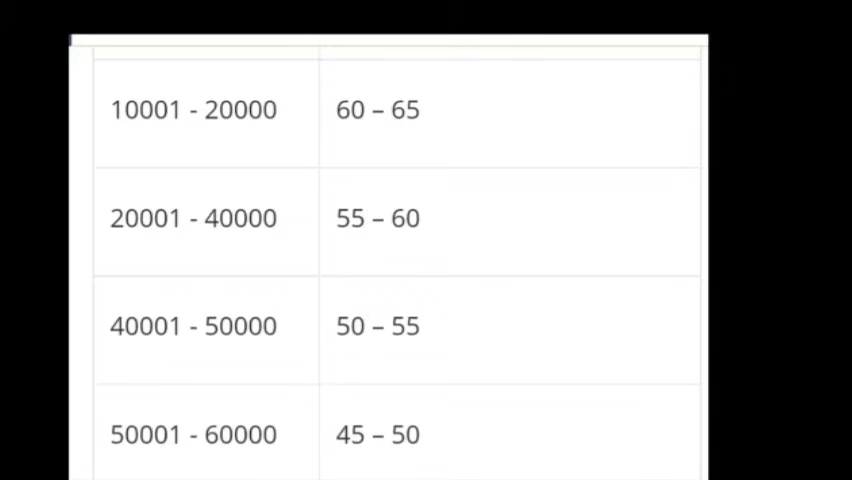 10001 - 20000 60 – 65
20001 - 40000 55 – 60
40001 - 50000 50 – 55
50001 - 60000 45 – 50